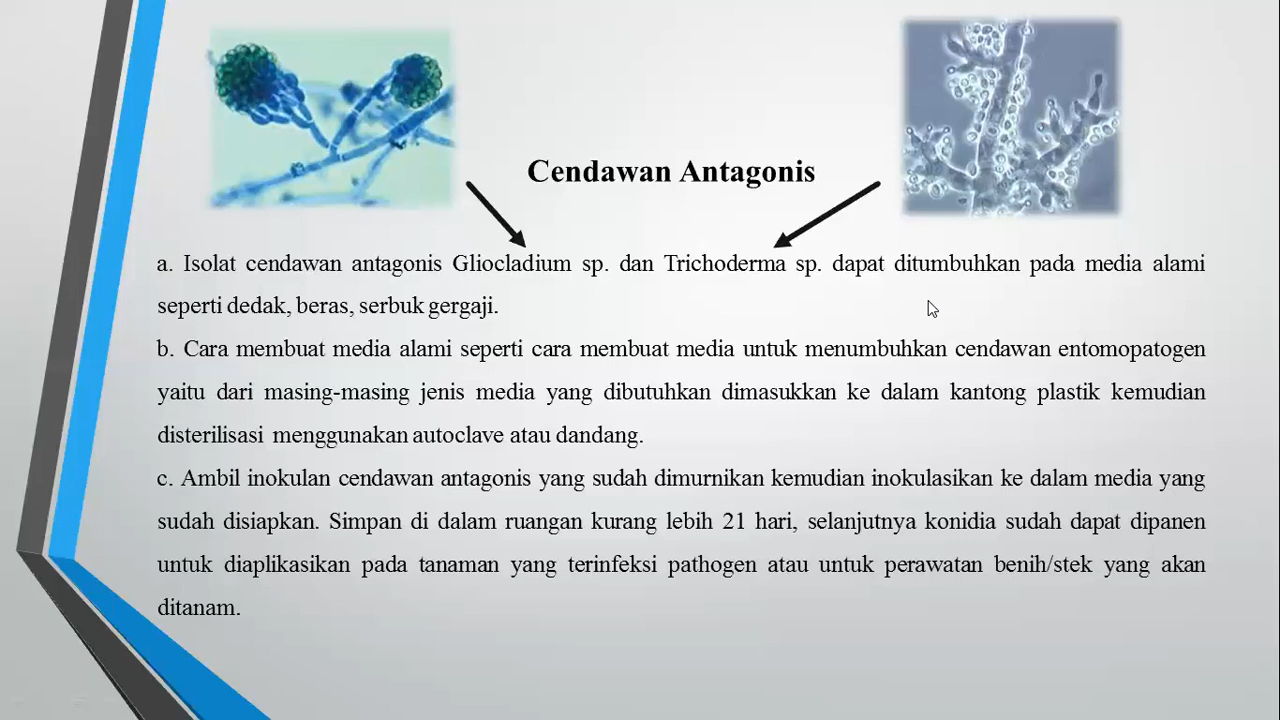 Cendawan Antagonis
a. Isolat cendawan antagonis Gliocladium sp. dan Trichoderma sp. dapat ditumbuhkan pada media alami
seperti dedak, beras, serbuk gergaji.
b. Cara membuat media alami seperti cara membuat media untuk menumbuhkan cendawan entomopatogen
yaitu dari masing-masing jenis media yang dibutuhkan dimasukkan ke dalam kantong plastik kemudian
disterilisasi menggunakan autoclave atau dandang.
c. Ambil inokulan cendawan antagonis yang sudah dimurnikan kemudian inokulasikan ke dalam media yang
sudah disiapkan. Simpan di dalam ruangan kurang lebih 21 hari, selanjutnya konidia sudah dapat dipanen
untuk diaplikasikan pada tanaman yang terinfeksi pathogen atau untuk perawatan benih/stek yang akan
ditanam.